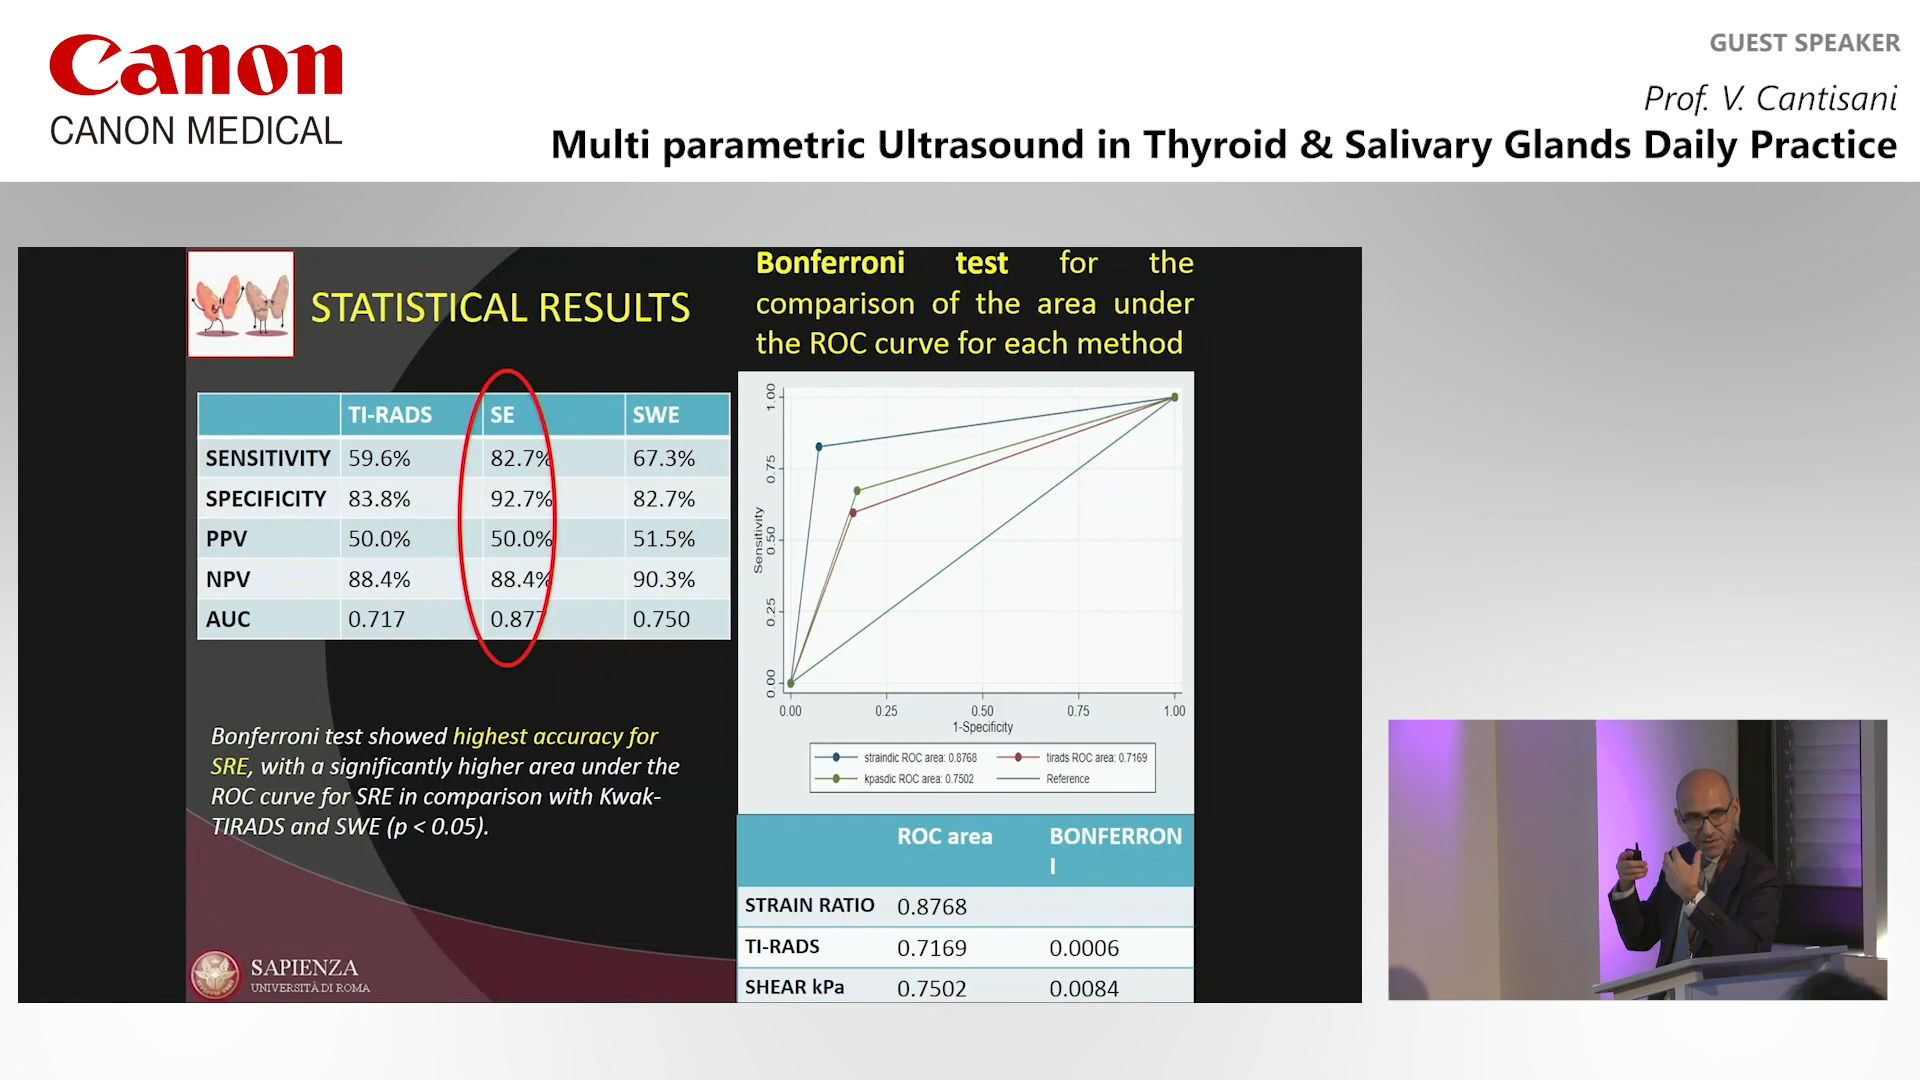 Canon
CANON MEDICAL
GUEST SPEAKER
Prof. V. Cantisani
Multi parametric Ultrasound in Thyroid & Salivary Glands Daily Practice
STATISTICAL RESULTS
TI-RADS SE SWE
SENSITIVITY 59.6% 82.7% 67.3%
SPECIFICITY 83.8% 92.7% 82.7%
PPV 50.0% 50.0% 51.5%
NPV 88.4% 88.4% 90.3%
AUC 0.717 0.877 0.750
Bonferroni test showed highest accuracy for
SRE, with a significantly higher area under the
ROC curve for SRE in comparison with Kwak-
TIRADS and SWE (p < 0.05).
SAPIENZA
UNIVERSITÀ DI ROMA
Bonferroni test for the
comparison of the area under
the ROC curve for each method
Sensitivity
1.00
0.75
0.50
0.25
0.00
0.00 0.25 0.50 0.75 1.00
1-Specificity
straindic ROC area: 0.8768 tirads ROC area: 0.7169
kpasdic ROC area: 0.7502 Reference
ROC area BONFERRON
I
STRAIN RATIO 0.8768
TI-RADS 0.7169 0.0006
SHEAR kPa 0.7502 0.0084